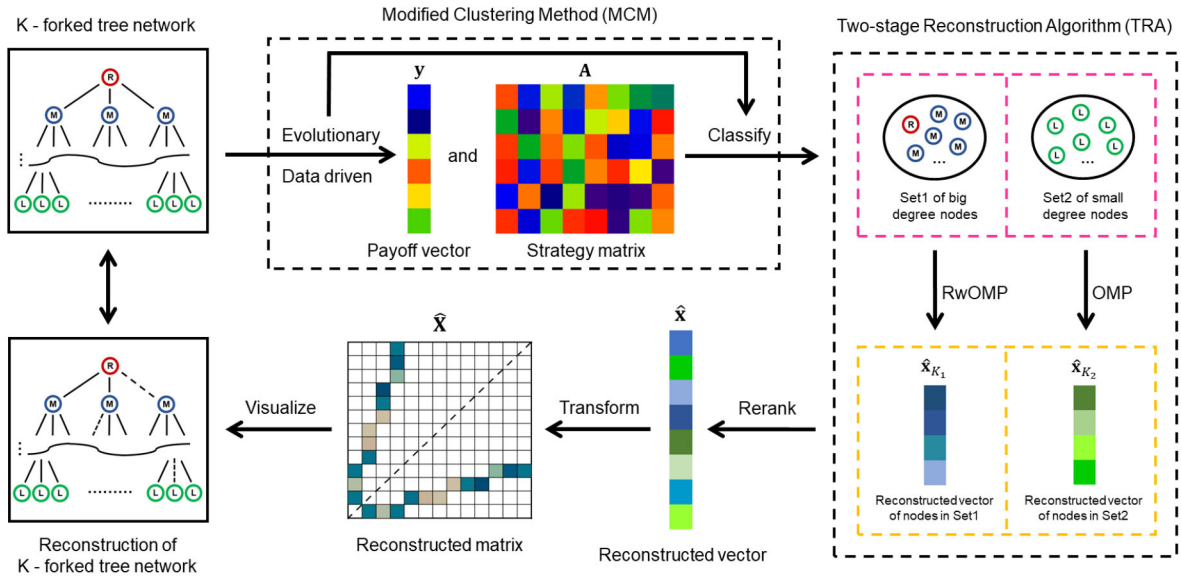 K - forked tree network
R
M M M
⋮
L L L ......... L L L
Modified Clustering Method (MCM)
y
A
Evolutionary
Data driven
and
Classify
Payoff vector
Strategy matrix
Two-stage Reconstruction Algorithm (TRA)
R M M
M M
M M
...
L
L L
L L
L
...
Set1 of big
degree nodes
Set2 of small
degree nodes
RwOMP
OMP
x̂K₁
x̂K₂
Reconstructed vector
of nodes in Set1
Reconstructed vector
of nodes in Set2
Rerank
x̂
Reconstructed vector
Transform
X̂
Reconstructed matrix
Visualize
R
M M M
⋮
L L L ......... L L L
Reconstruction of
K - forked tree network